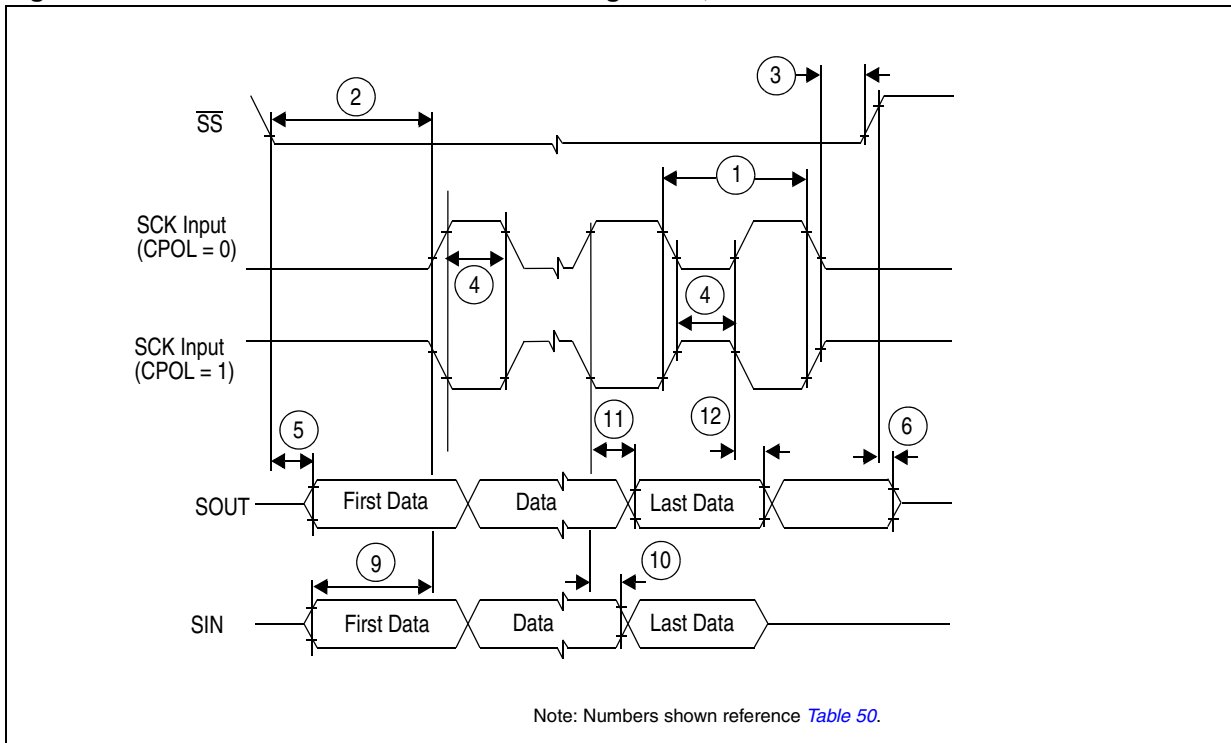 3
2
SS
1
SCK Input
(CPOL = 0)
4
4
SCK Input
(CPOL = 1)
11
12
5
6
SOUT
First Data
Data
Last Data
9
10
SIN
First Data
Data
Last Data
Note: Numbers shown reference Table 50.